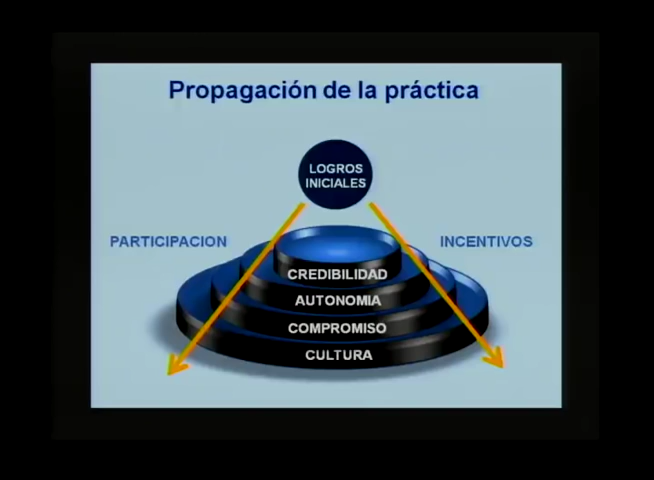 Propagación de la práctica
LOGROS
INICIALES
PARTICIPACION
INCENTIVOS
CREDIBILIDAD
AUTONOMIA
COMPROMISO
CULTURA